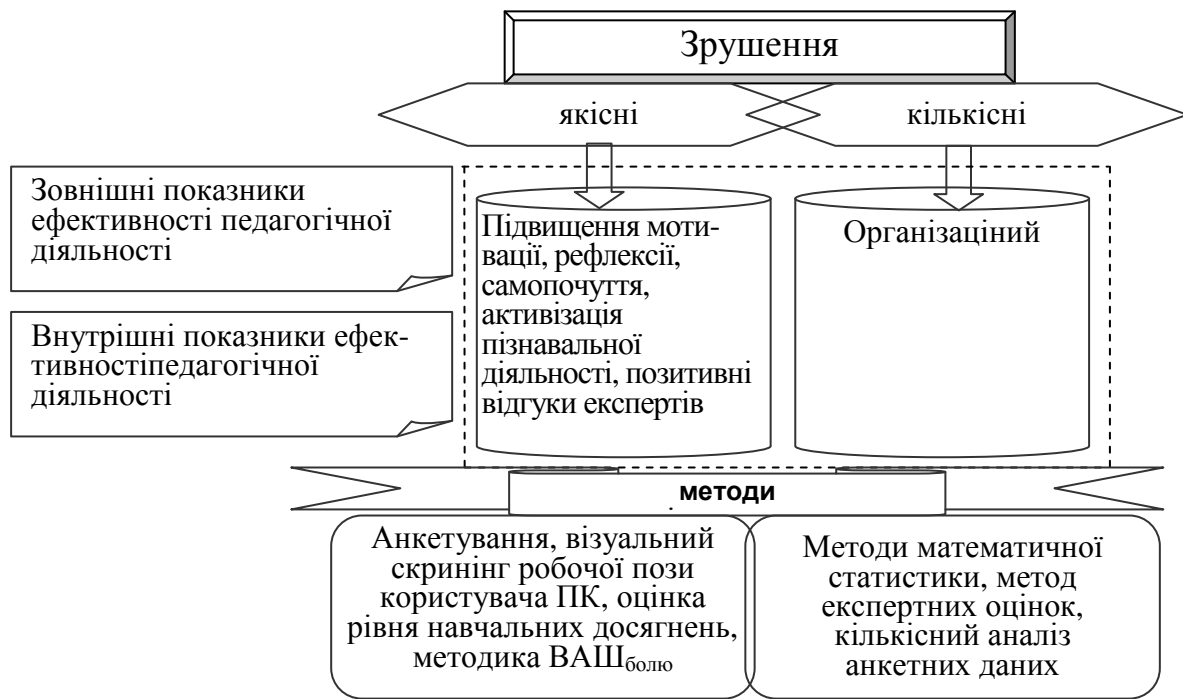 Зрушення
якісні
кількісні
Зовнішні показники
ефективності педагогічної
діяльності
Внутрішні показники ефек-
тивностіпедагогічної
діяльності
Підвищення моти-
вації, рефлексії,
самопочуття,
активізація
пізнавальної
діяльності, позитивні
відгуки експертів
Організаціний
методи
Анкетування, візуальний
скринінг робочої пози
користувача ПК, оцінка
рівня навчальних досягнень,
методика ВАШболю
Методи математичної
статистики, метод
експертних оцінок,
кількісний аналіз
анкетних даних